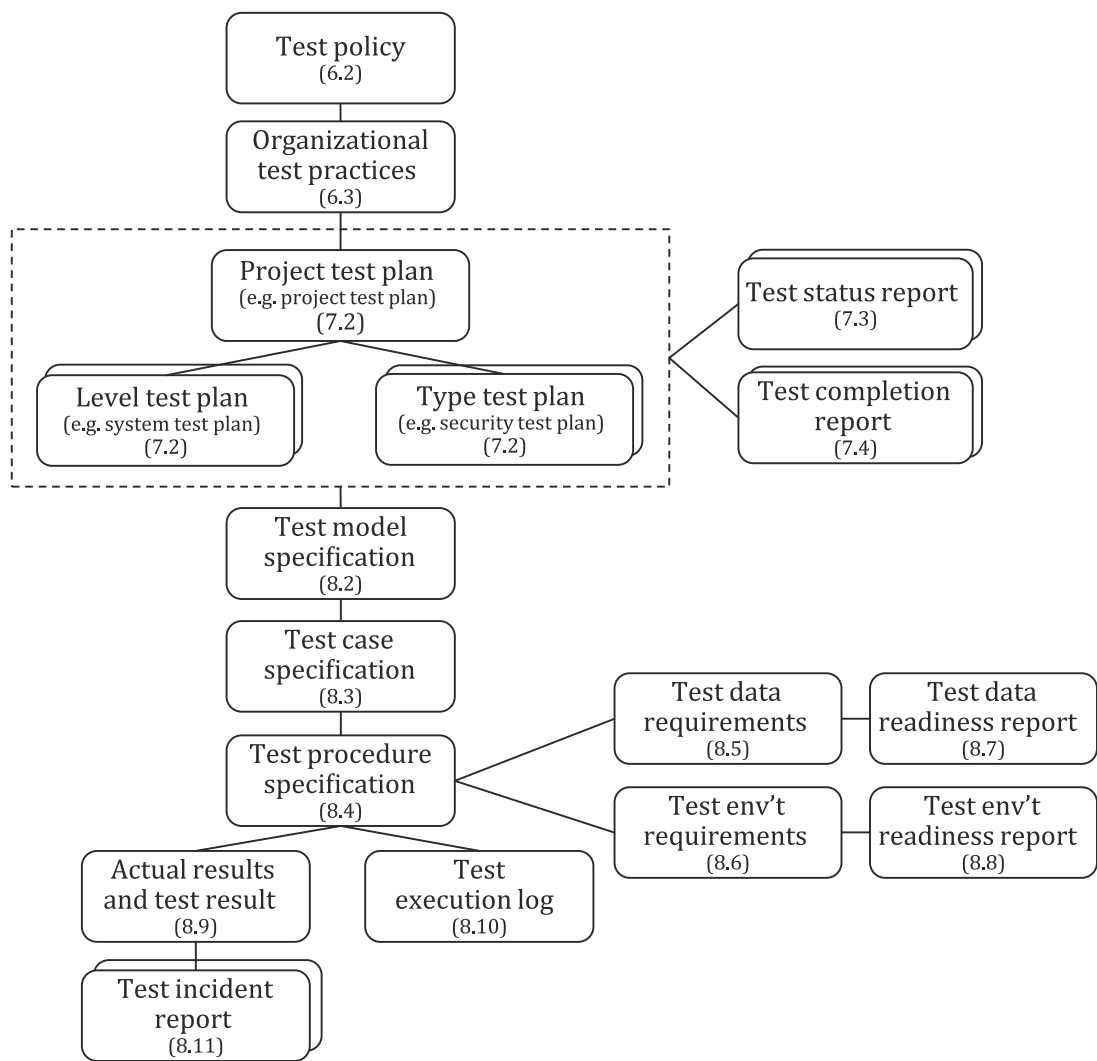 Test policy
(6.2)
Organizational
test practices
(6.3)
Project test plan
(e.g. project test plan)
(7.2)
Level test plan
(e.g. system test plan)
(7.2)
Type test plan
(e.g. security test plan)
(7.2)
Test status report
(7.3)
Test completion
report
(7.4)
Test model
specification
(8.2)
Test case
specification
(8.3)
Test procedure
specification
(8.4)
Test data
requirements
(8.5)
Test data
readiness report
(8.7)
Test env't
requirements
(8.6)
Test env't
readiness report
(8.8)
Actual results
and test result
(8.9)
Test
execution log
(8.10)
Test incident
report
(8.11)